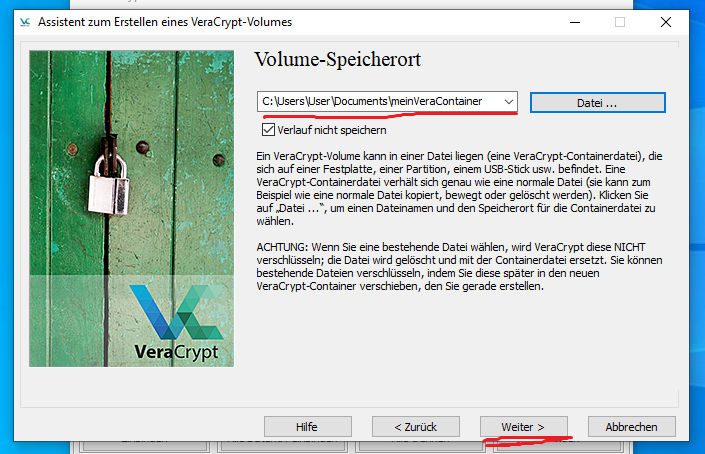 Assistent zum Erstellen eines VeraCrypt-Volumes
Volume-Speicherort
C:\Users\User\Documents\meinVeraContainer
Datei ...
Verlauf nicht speichern
Ein VeraCrypt-Volume kann in einer Datei liegen (eine VeraCrypt-Containerdatei), die
sich auf einer Festplatte, einer Partition, einem USB-Stick usw. befindet. Eine
VeraCrypt-Containerdatei verhält sich genau wie eine normale Datei (sie kann zum
Beispiel wie eine normale Datei kopiert, bewegt oder gelöscht werden). Klicken Sie
auf „Datei ...“, um einen Dateinamen und den Speicherort für die Containerdatei zu
wählen.
ACHTUNG: Wenn Sie eine bestehende Datei wählen, wird VeraCrypt diese NICHT
verschlüsseln; die Datei wird gelöscht und mit der Containerdatei ersetzt. Sie können
bestehende Dateien verschlüsseln, indem Sie diese später in den neuen
VeraCrypt-Container verschieben, den Sie gerade erstellen.
VeraCrypt
Hilfe
< Zurück
Weiter >
Abbrechen